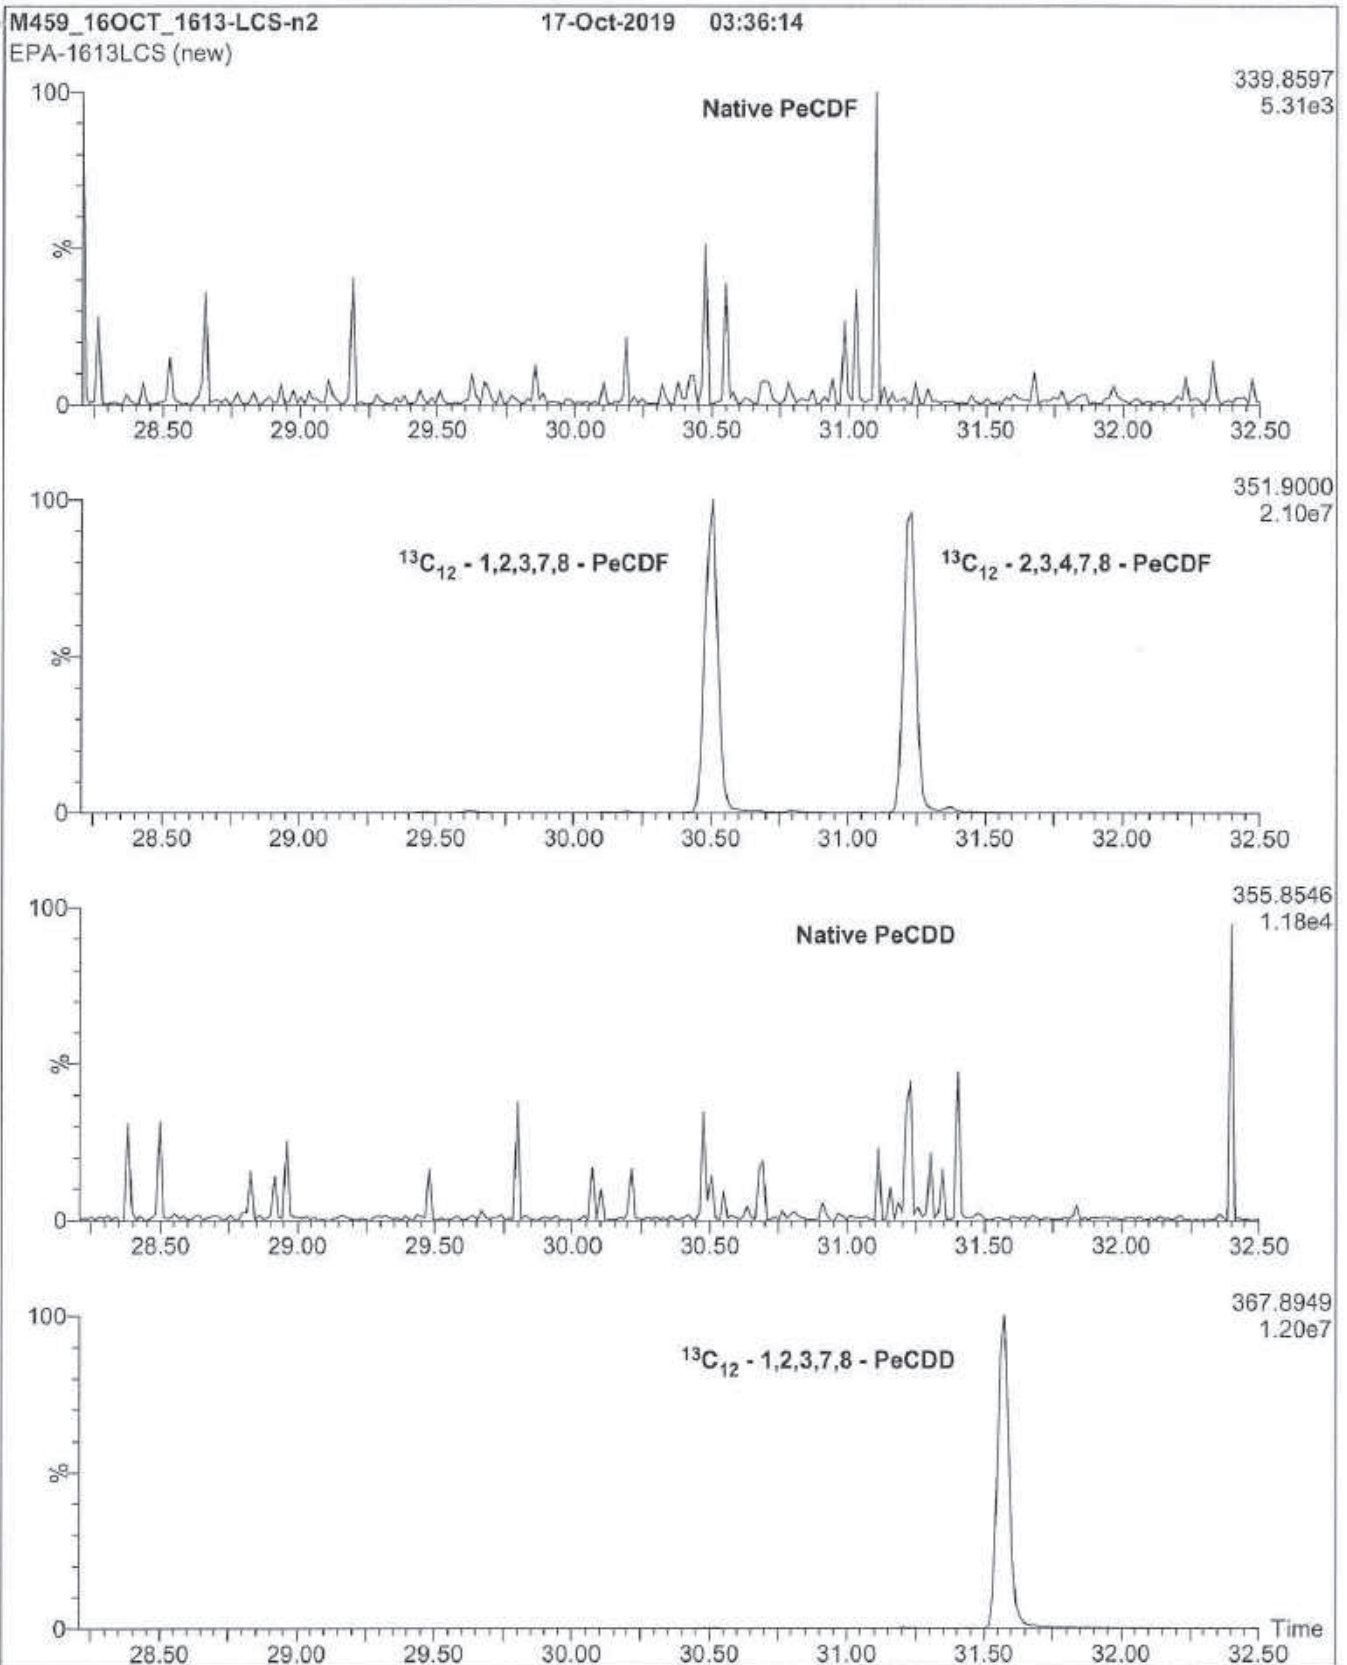 M459_16OCT_1613-LCS-n2 17-Oct-2019 03:36:14
EPA-1613LCS (new)
339.8597
5.31e3
Native PeCDF
100
%
0
28.50 29.00 29.50 30.00 30.50 31.00 31.50 32.00 32.50
351.9000
2.10e7
100
¹³C₁₂ - 1,2,3,7,8 - PeCDF ¹³C₁₂ - 2,3,4,7,8 - PeCDF
%
0
28.50 29.00 29.50 30.00 30.50 31.00 31.50 32.00 32.50
355.8546
1.18e4
100
Native PeCDD
%
0
28.50 29.00 29.50 30.00 30.50 31.00 31.50 32.00 32.50
367.8949
1.20e7
100
¹³C₁₂ - 1,2,3,7,8 - PeCDD
%
0
Time
28.50 29.00 29.50 30.00 30.50 31.00 31.50 32.00 32.50